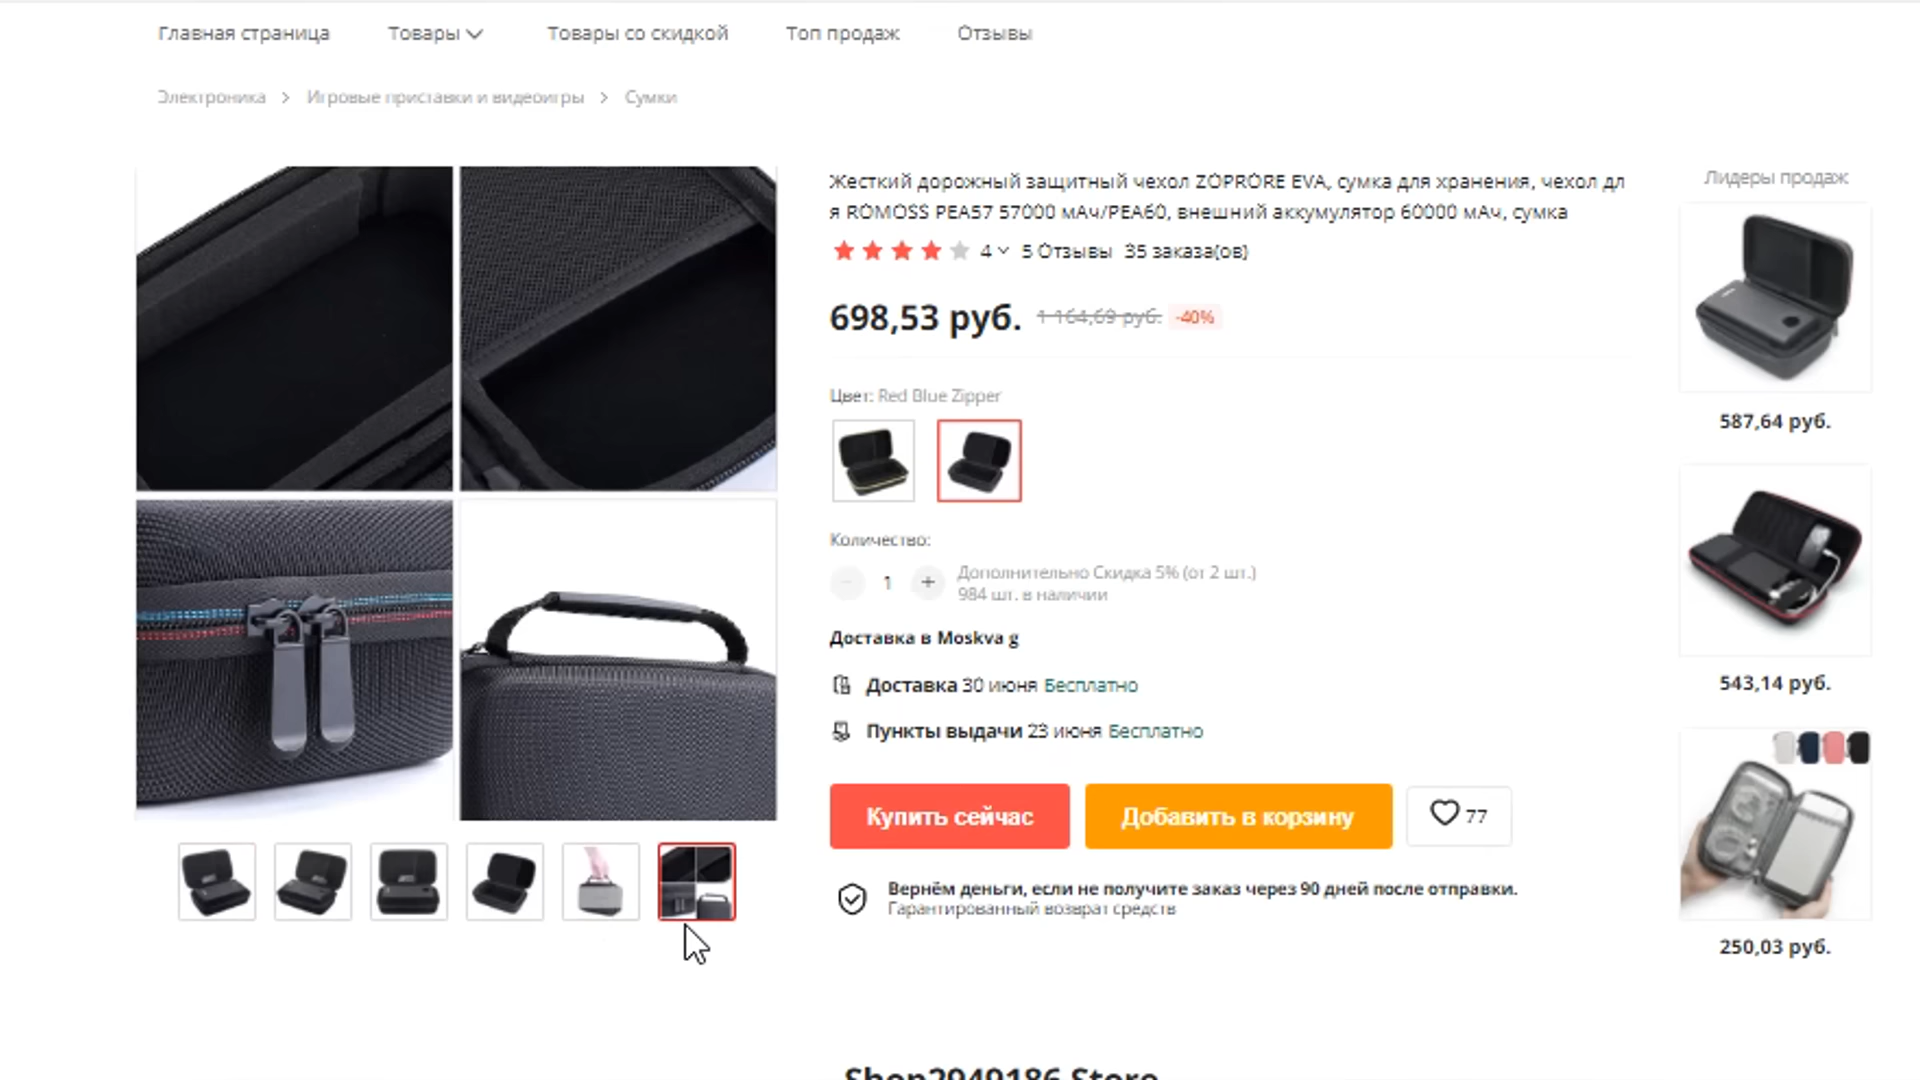 Главная страница
Товары
Товары со скидкой
Топ продаж
Отзывы
Электроника > Игровые приставки и видеоигры > Сумки
Жесткий дорожный защитный чехол ZOPRORE EVA, сумка для хранения, чехол дл
я ROMOSS PEA57 57000 мАч/PEA60, внешний аккумулятор 60000 мАч, сумка
4 5 Отзывы 35 заказа(ов)
698,53 руб. 1 164,69 руб. -40%
Цвет: Red Blue Zipper
Количество:
− 1 +
Дополнительно Скидка 5% (от 2 шт.)
984 шт. в наличии
Доставка в Moskva g
Доставка 30 июня Бесплатно
Пункты выдачи 23 июня Бесплатно
Купить сейчас
Добавить в корзину
77
Вернём деньги, если не получите заказ через 90 дней после отправки.
Гарантированный возврат средств
Shop2949186 Store
Лидеры продаж
587,64 руб.
543,14 руб.
250,03 руб.